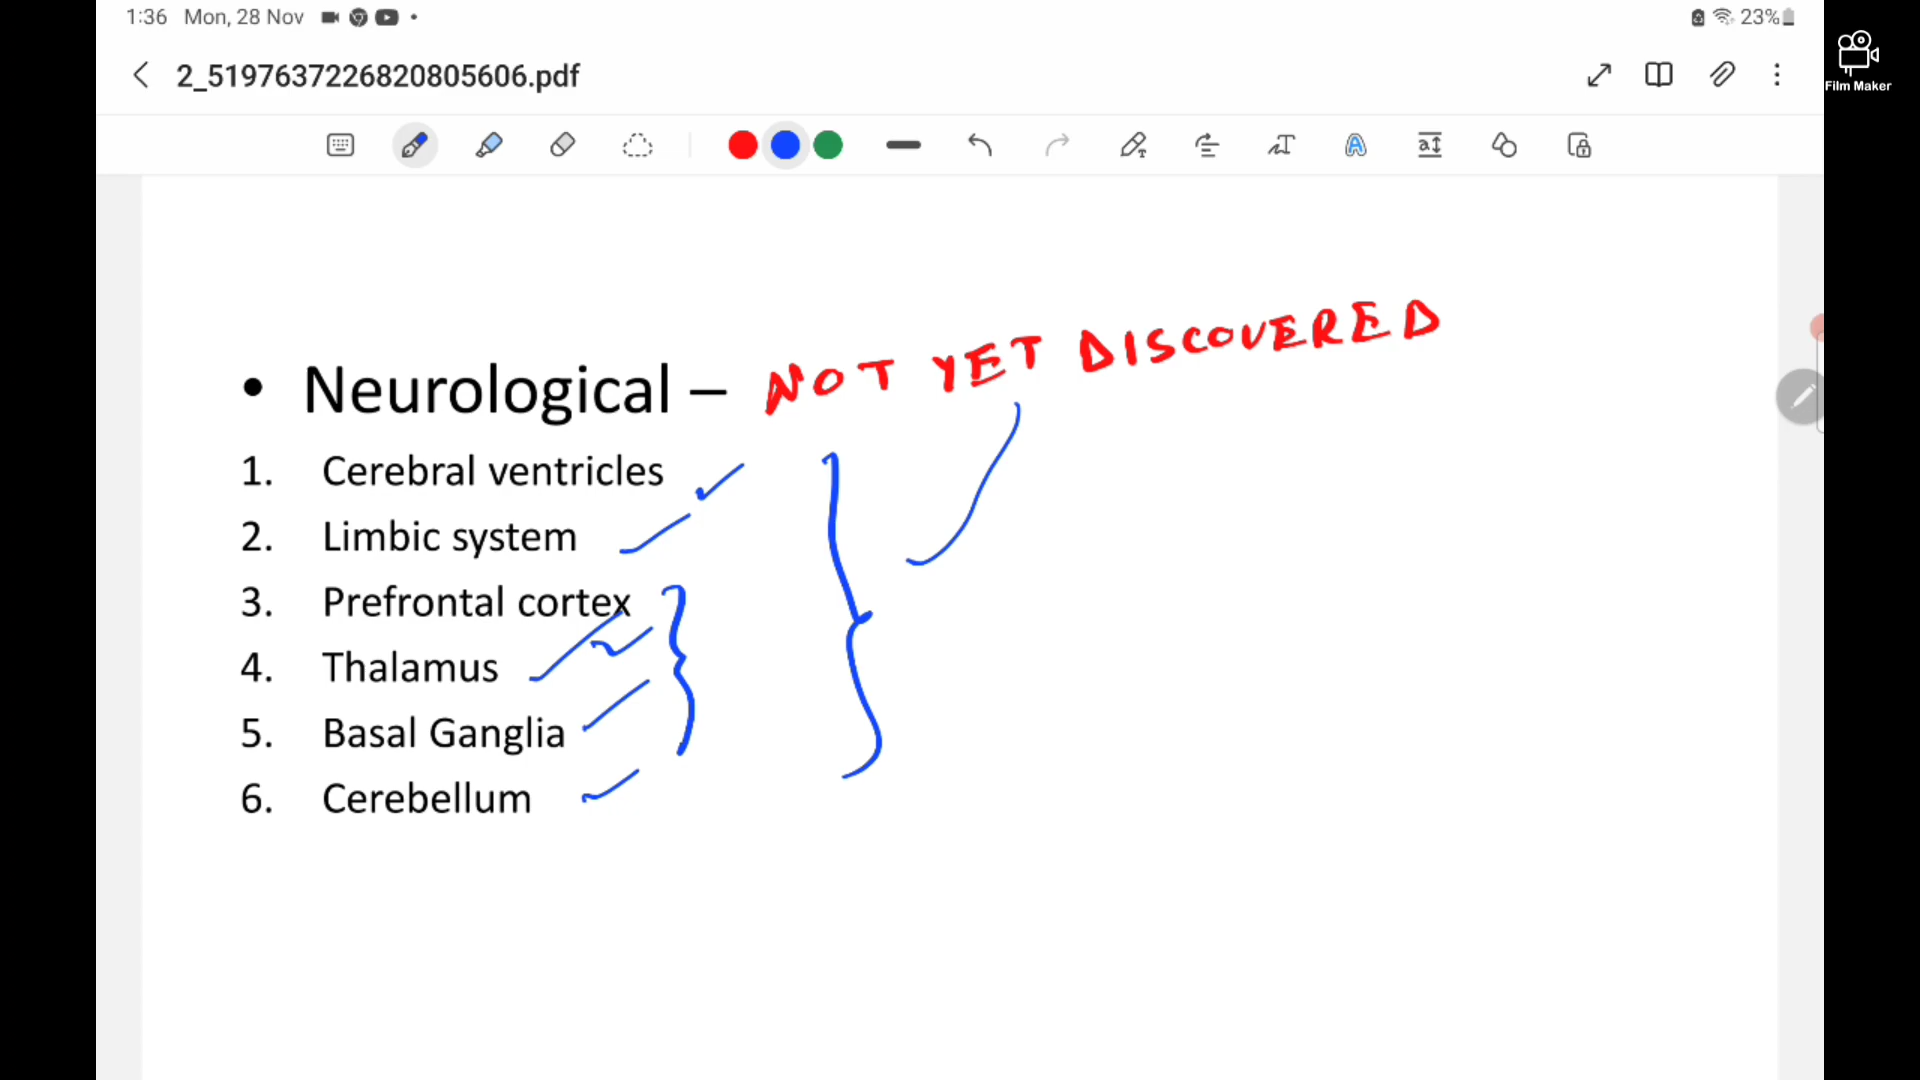 1:36 Mon, 28 Nov 23%
Film Maker
2_5197637226820805606.pdf
• Neurological – NOT YET DISCOVERED
1. Cerebral ventricles
2. Limbic system
3. Prefrontal cortex
4. Thalamus
5. Basal Ganglia
6. Cerebellum